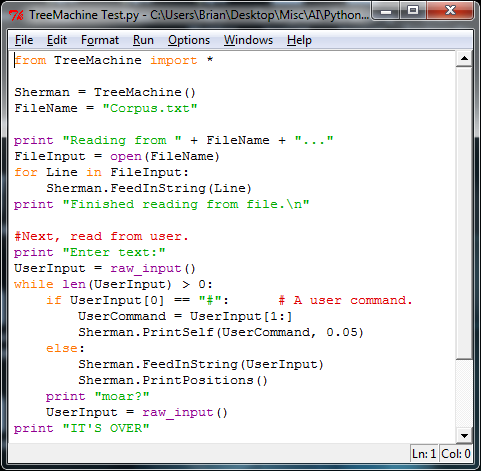 TreeMachine Test.py - C:\Users\Brian\Desktop\Misc\AI\Python...
File Edit Format Run Options Windows Help
from TreeMachine import *

Sherman = TreeMachine()
FileName = "Corpus.txt"

print "Reading from " + FileName + "..."
FileInput = open(FileName)
for Line in FileInput:
    Sherman.FeedInString(Line)
print "Finished reading from file.\n"

#Next, read from user.
print "Enter text:"
UserInput = raw_input()
while len(UserInput) > 0:
    if UserInput[0] == "#":      # A user command.
        UserCommand = UserInput[1:]
        Sherman.PrintSelf(UserCommand, 0.05)
    else:
        Sherman.FeedInString(UserInput)
        Sherman.PrintPositions()
    print "moar?"
    UserInput = raw_input()
print "IT'S OVER"
Ln: 1 Col: 0